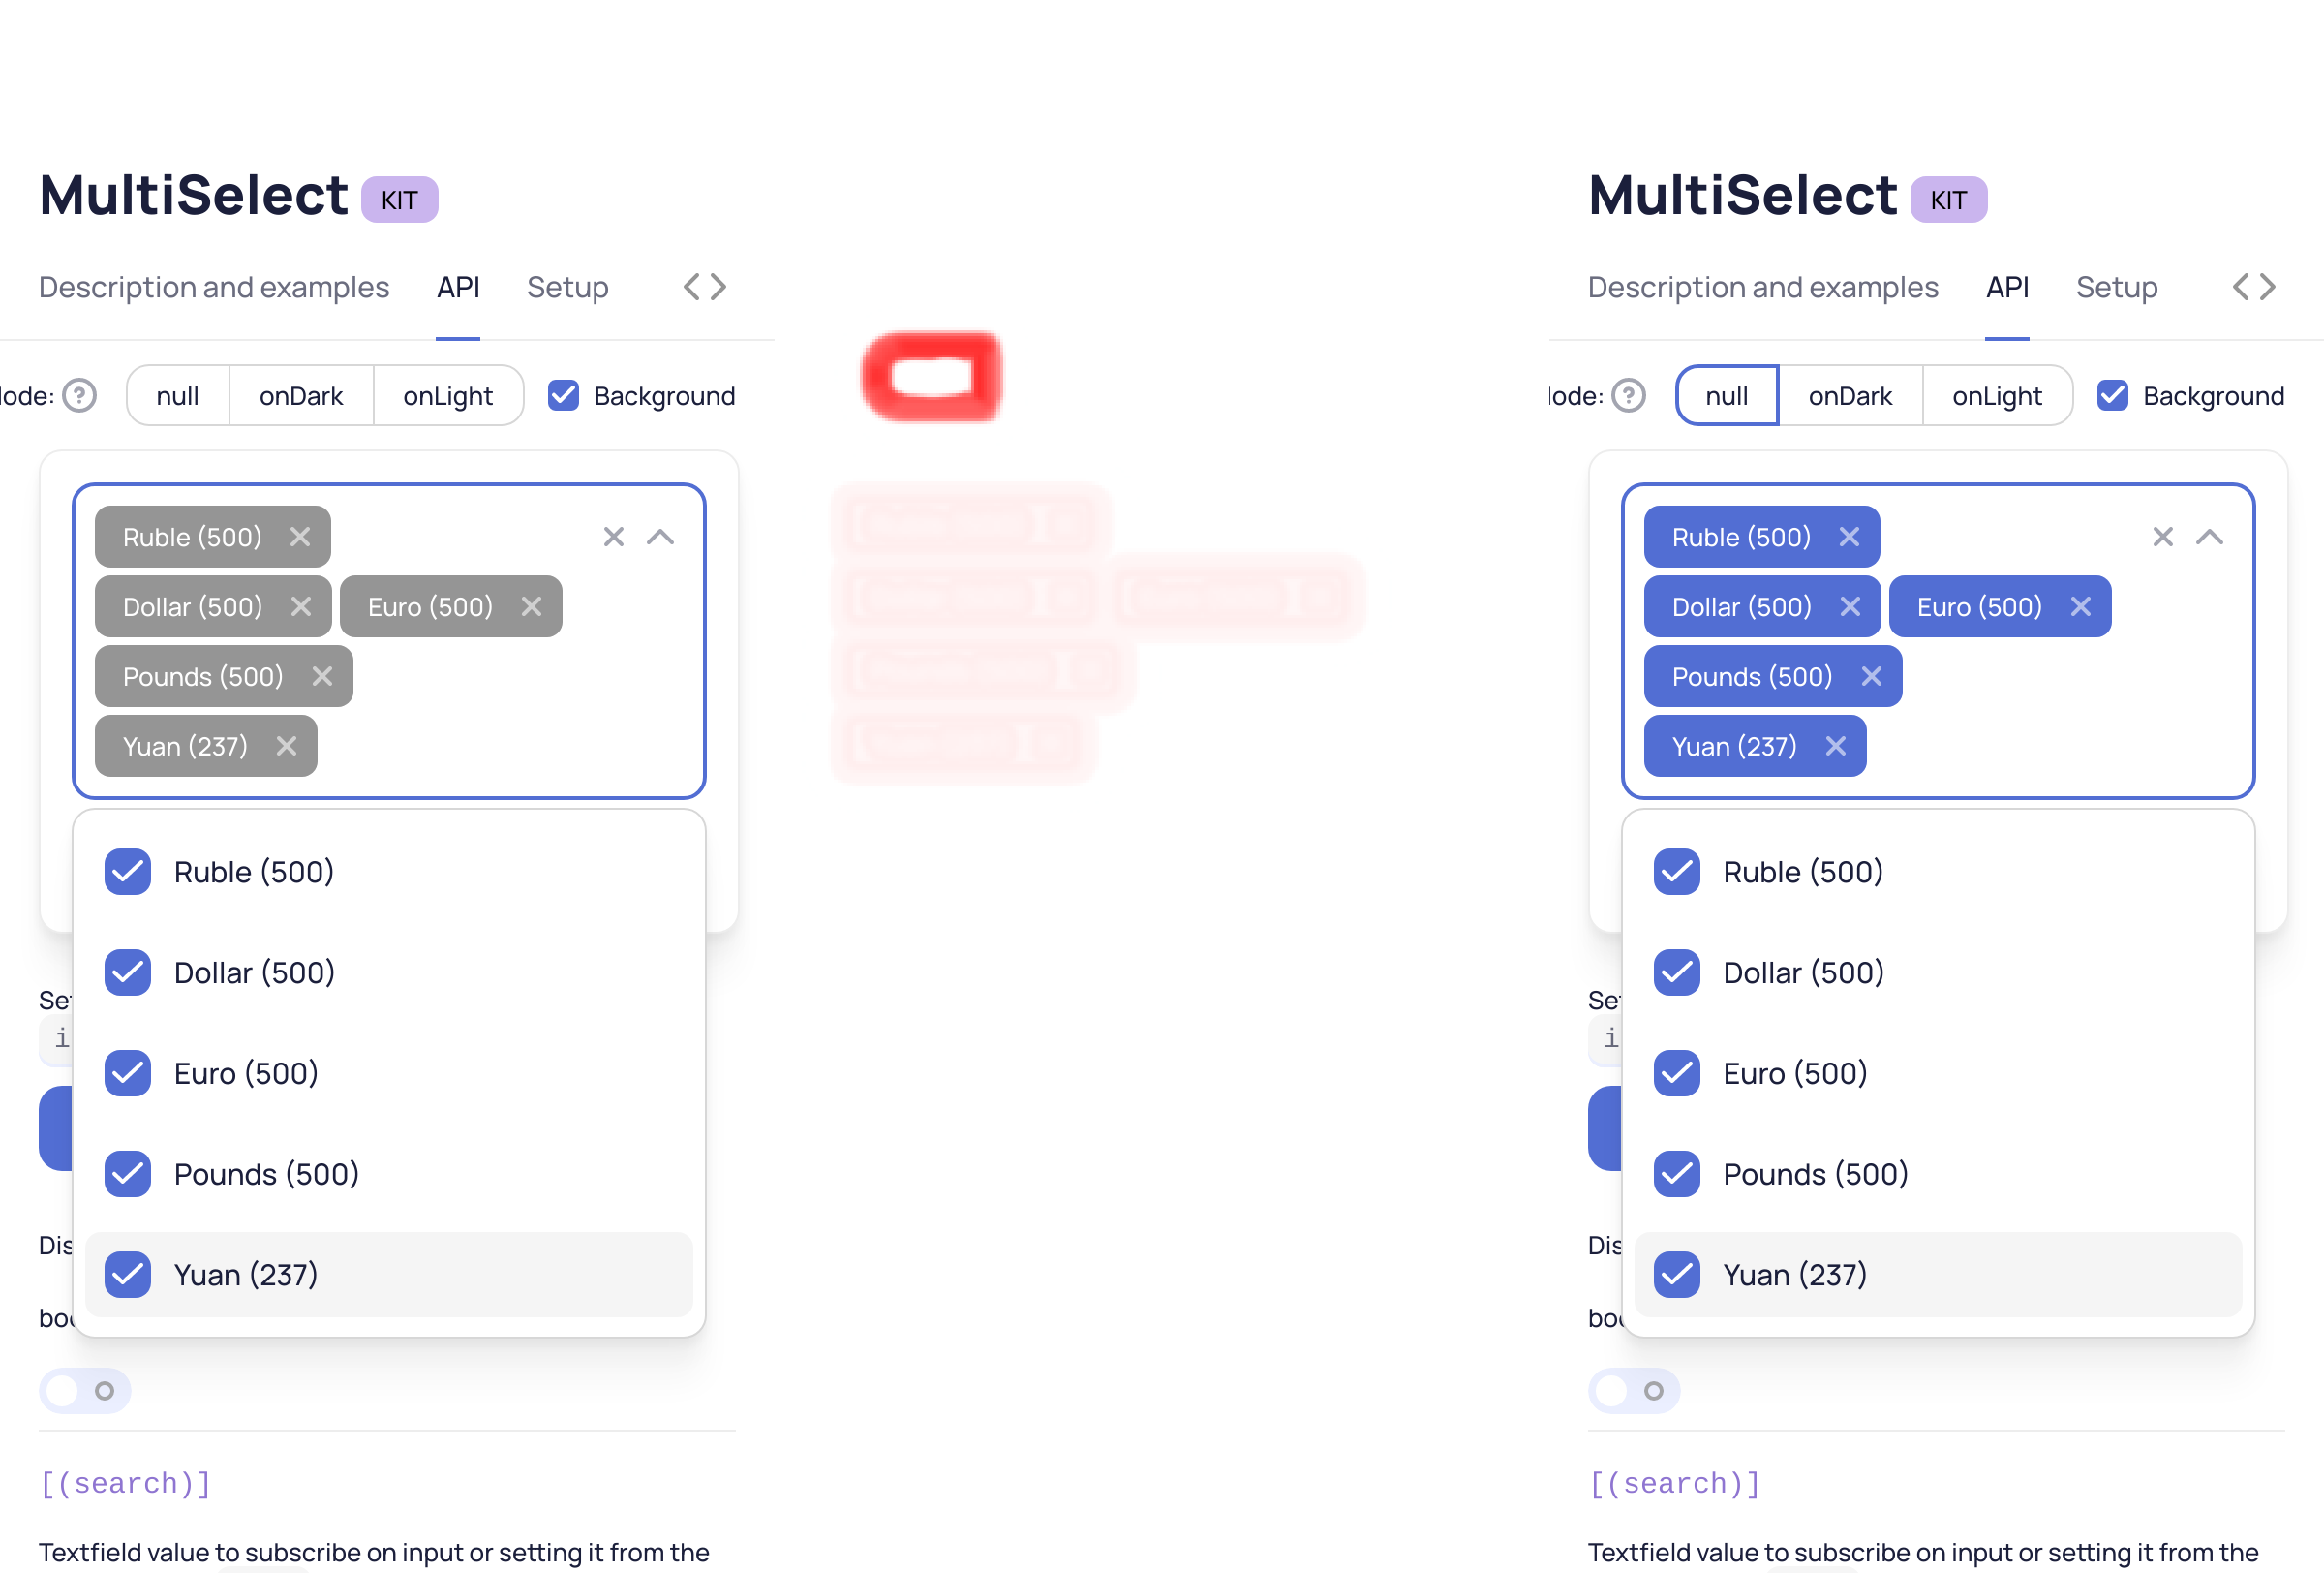 MultiSelect KIT
Description and examples API Setup
lode: ? null onDark onLight Background
Ruble (500)
Dollar (500) Euro (500)
Pounds (500)
Yuan (237)
Ruble (500)
Dollar (500)
Euro (500)
Pounds (500)
Yuan (237)
Set
i
Dis
boo
[(search)]
Textfield value to subscribe on input or setting it from the
MultiSelect KIT
Description and examples API Setup
lode: ? null onDark onLight Background
Ruble (500)
Dollar (500) Euro (500)
Pounds (500)
Yuan (237)
Ruble (500)
Dollar (500)
Euro (500)
Pounds (500)
Yuan (237)
Set
i
Dis
boo
[(search)]
Textfield value to subscribe on input or setting it from the